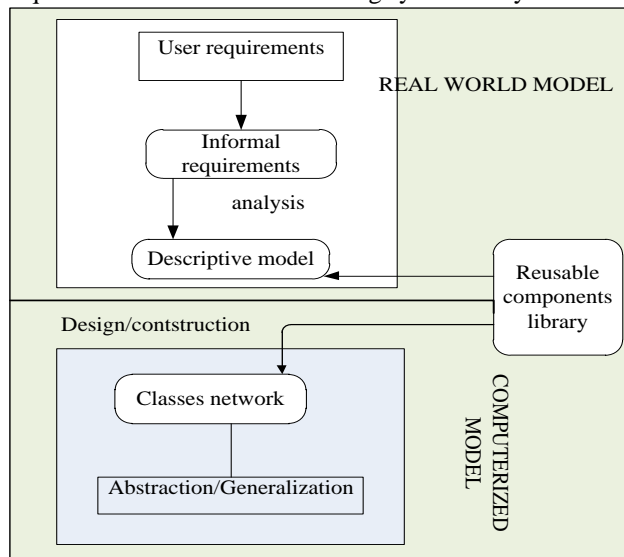 User requirements
REAL WORLD MODEL
Informal
requirements
analysis
Descriptive model
Reusable
components
library
Design/contstruction
Classes network
COMPUTERIZED
MODEL
Abstraction/Generalization